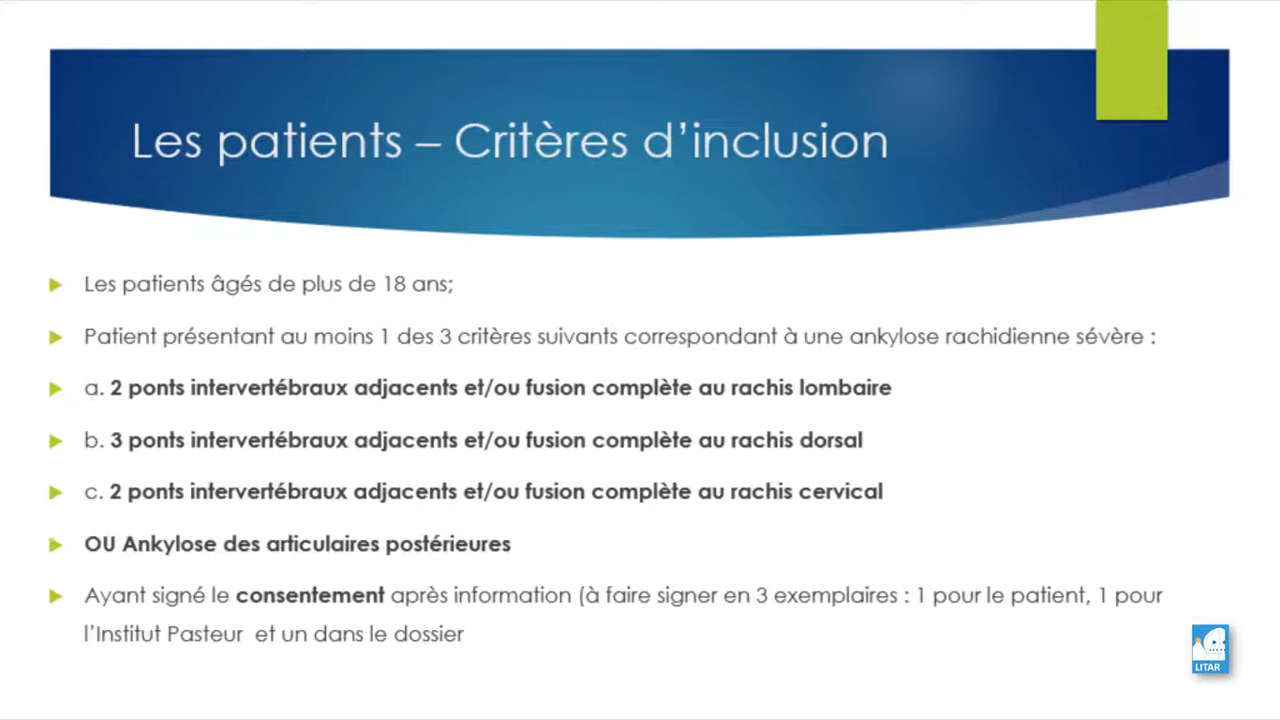 Les patients – Critères d’inclusion
Les patients âgés de plus de 18 ans;
Patient présentant au moins 1 des 3 critères suivants correspondant à une ankylose rachidienne sévère :
a. 2 ponts intervertébraux adjacents et/ou fusion complète au rachis lombaire
b. 3 ponts intervertébraux adjacents et/ou fusion complète au rachis dorsal
c. 2 ponts intervertébraux adjacents et/ou fusion complète au rachis cervical
OU Ankylose des articulaires postérieures
Ayant signé le consentement après information (à faire signer en 3 exemplaires : 1 pour le patient, 1 pour
l’Institut Pasteur et un dans le dossier
LITAR